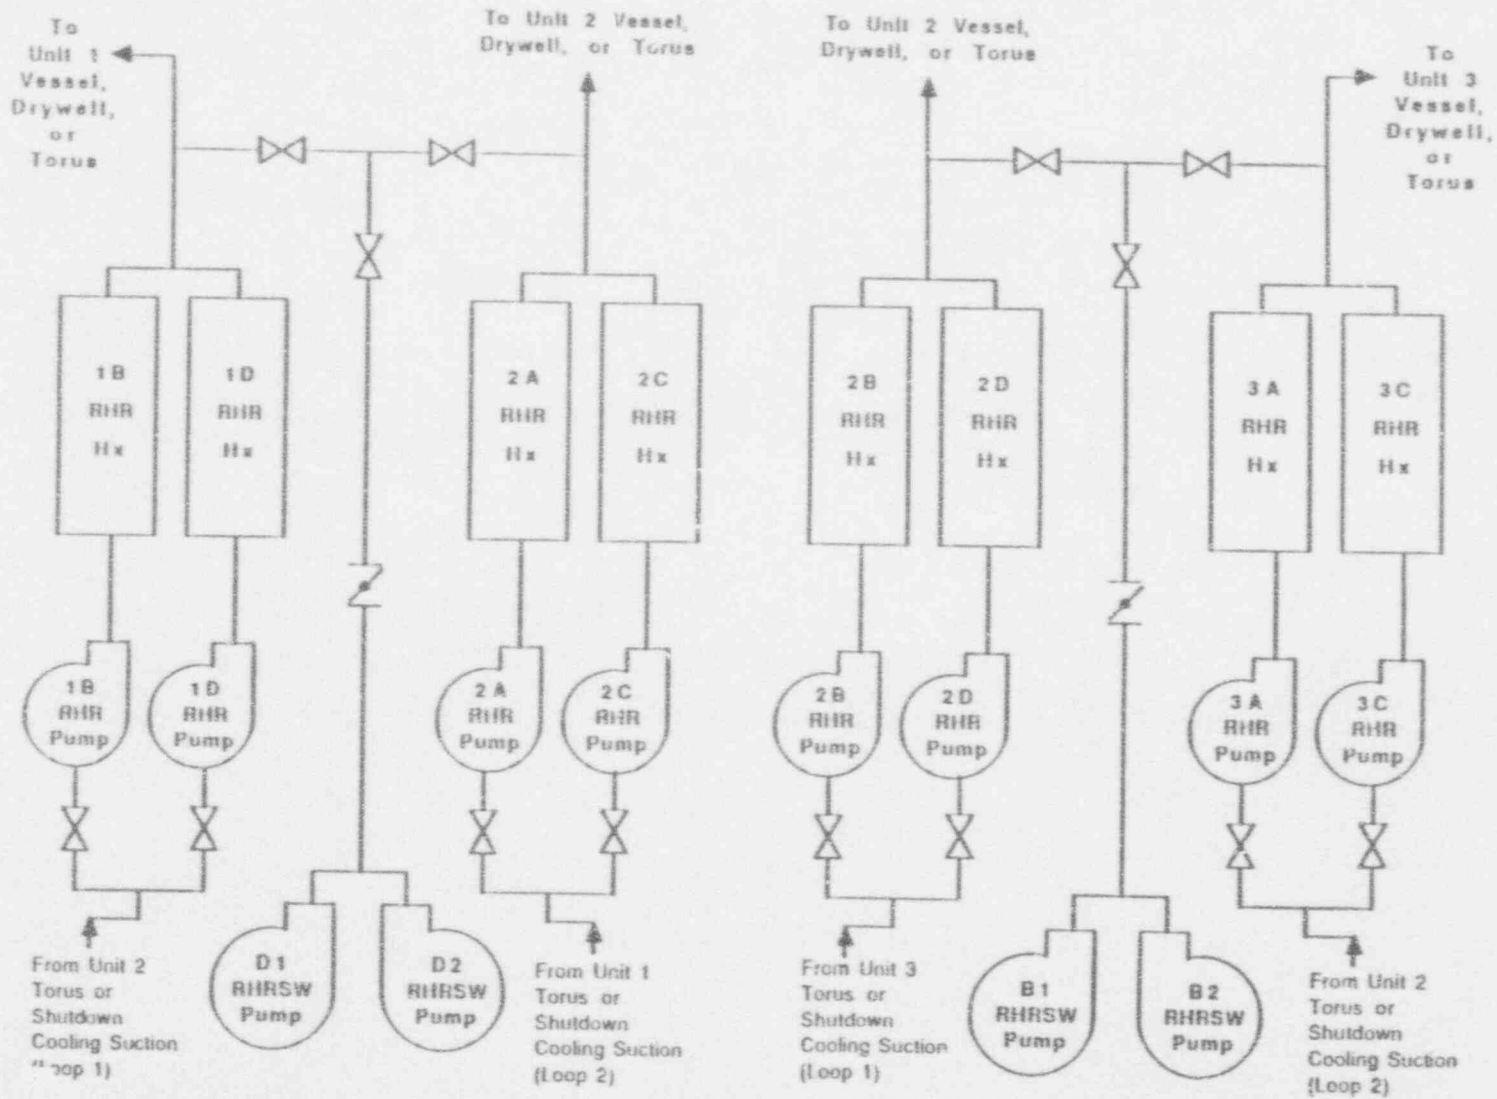 To
Unit 1
Vessel,
Drywell,
or
Torus
To Unit 2 Vessel,
Drywell, or Torus
To Unit 2 Vessel,
Drywell, or Torus
To
Unit 3
Vessel,
Drywell,
or
Torus
1B
RHR
Hx
1D
RHR
Hx
2A
RHR
Hx
2C
RHR
Hx
2B
RHR
Hx
2D
RHR
Hx
3A
RHR
Hx
3C
RHR
Hx
1B
RHR
Pump
1D
RHR
Pump
2A
RHR
Pump
2C
RHR
Pump
2B
RHR
Pump
2D
RHR
Pump
3A
RHR
Pump
3C
RHR
Pump
From Unit 2
Torus or
Shutdown
Cooling Suction
(Loop 1)
D1
RHRSW
Pump
D2
RHRSW
Pump
From Unit 1
Torus or
Shutdown
Cooling Suction
(Loop 2)
From Unit 3
Torus or
Shutdown
Cooling Suction
(Loop 1)
B1
RHRSW
Pump
B2
RHRSW
Pump
From Unit 2
Torus or
Shutdown
Cooling Suction
(Loop 2)